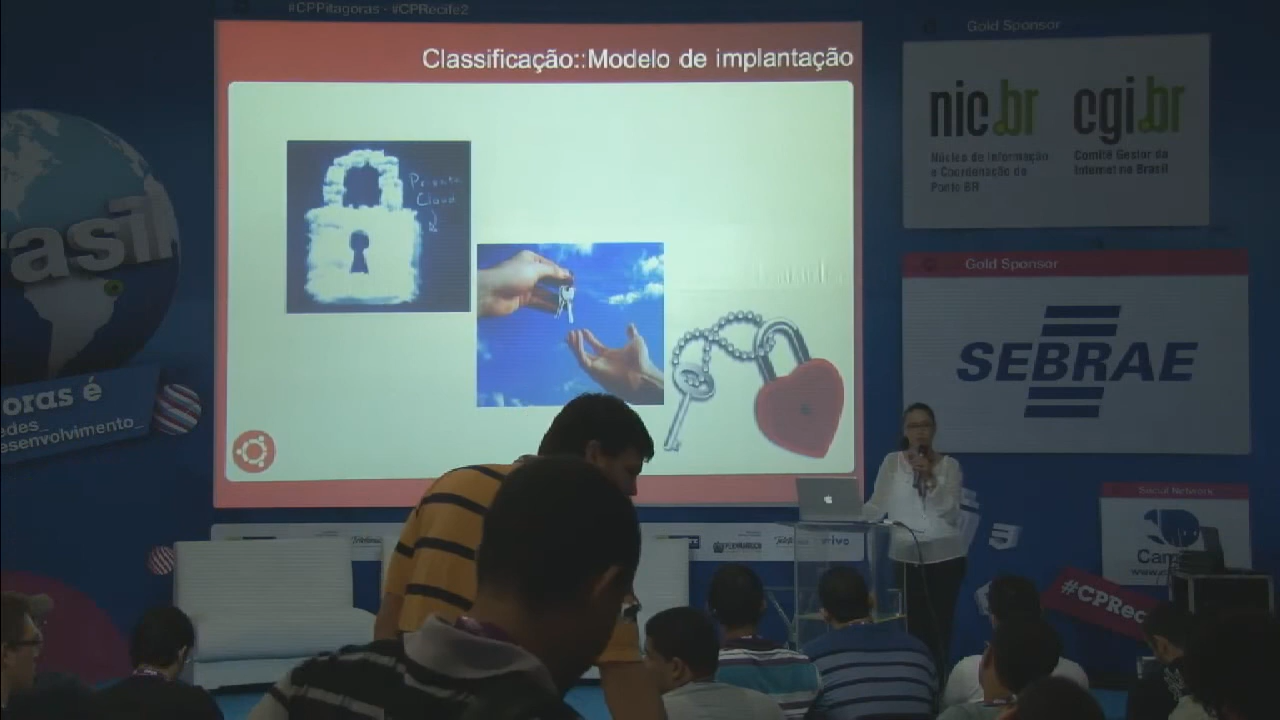 #CPPitagoras - #CPRecife2
Classificação::Modelo de implantação
Cloud
Gold Sponsor
nic.br
Núcleo de Informação
e Coordenação do
Ponto BR
cgi.br
Comitê Gestor da
Internet no Brasil
Gold Sponsor
SEBRAE
Social Network
Cam
#CPRec
rasil
oras é
edes_
esenvolvimento_